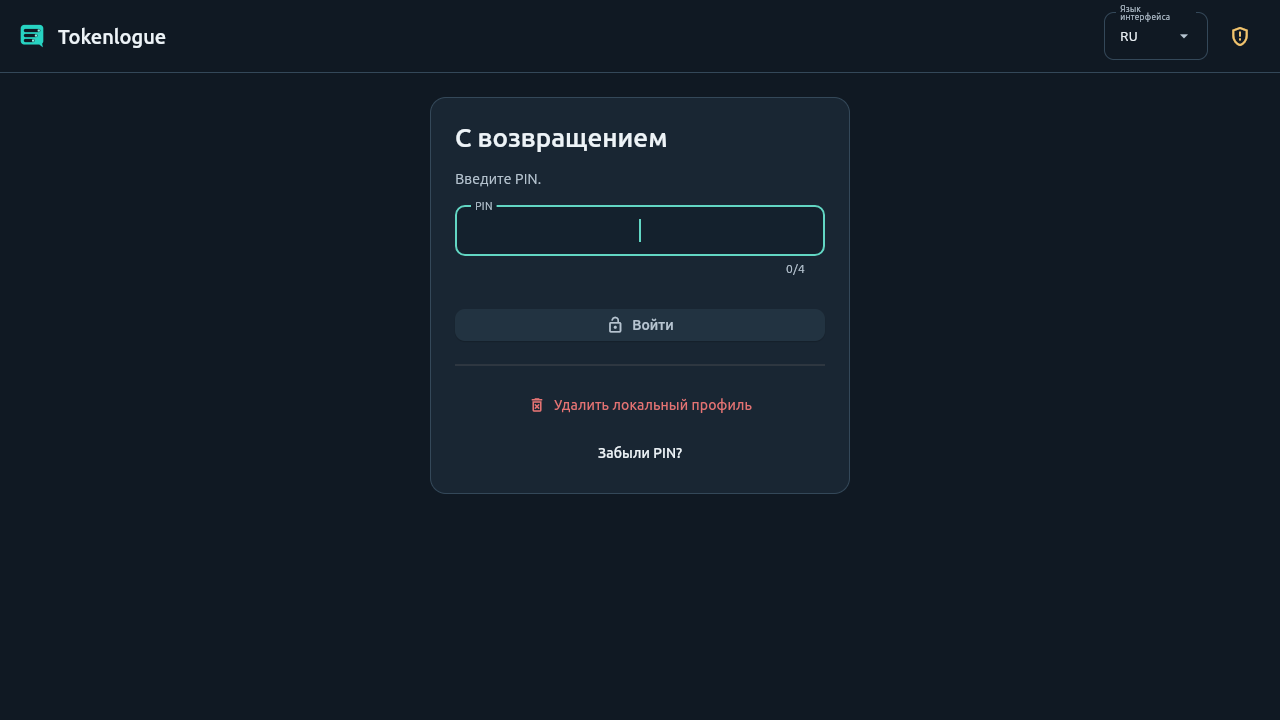 Tokenlogue
Язык
интерфейса
RU
С возвращением
Введите PIN.
PIN
0/4
Войти
Удалить локальный профиль
Забыли PIN?